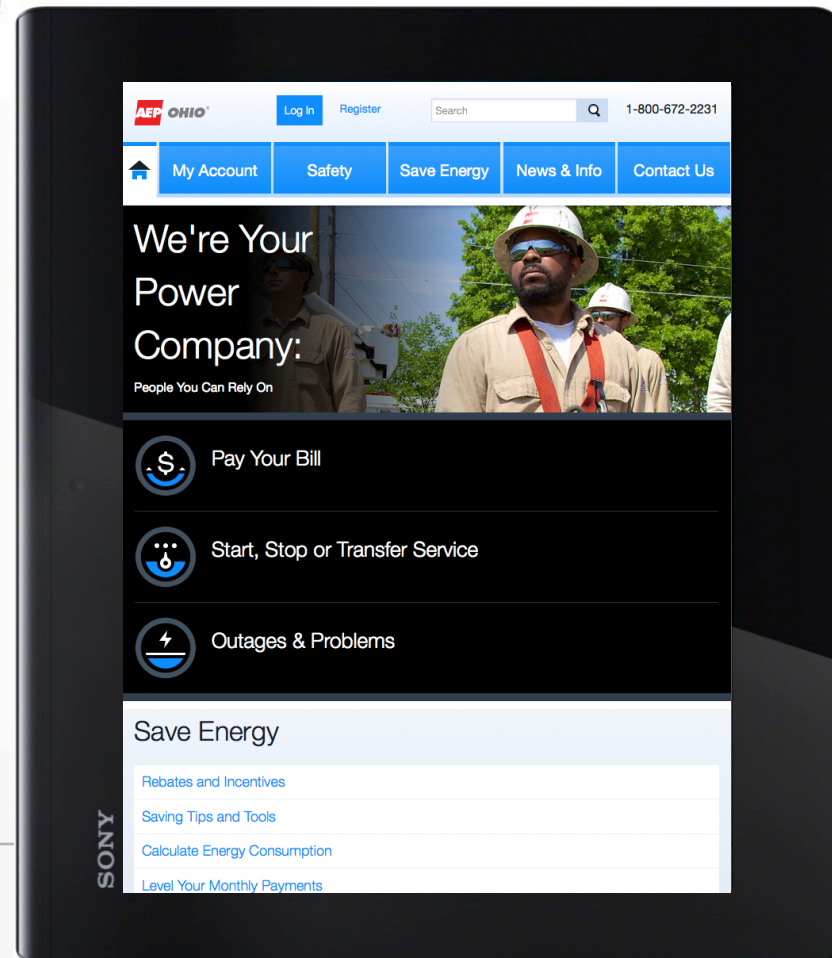 AEP OHIO®
Log In
Register
Search
1-800-672-2231
My Account
Safety
Save Energy
News & Info
Contact Us
We're Your
Power
Company:
People You Can Rely On
$
Pay Your Bill
Start, Stop or Transfer Service
Outages & Problems
Save Energy
Rebates and Incentives
Saving Tips and Tools
Calculate Energy Consumption
Level Your Monthly Payments
SONY